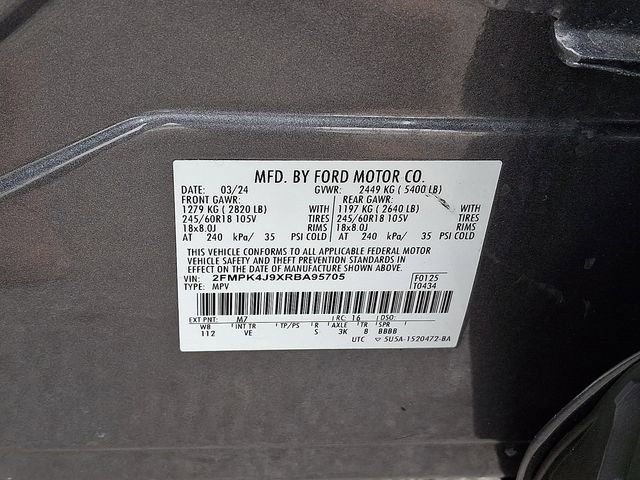 MFD. BY FORD MOTOR CO.
DATE: 03/24 GVWR: 2449 KG ( 5400 LB)
FRONT GAWR: REAR GAWR:
1279 KG ( 2820 LB) WITH 1197 KG ( 2640 LB) WITH
245/60R18 105V TIRES 245/60R18 105V TIRES
18x8.0J RIMS 18x8.0J RIMS
AT 240 kPa/ 35 PSI COLD AT 240 kPa/ 35 PSI COLD
THIS VEHICLE CONFORMS TO ALL APPLICABLE FEDERAL MOTOR
VEHICLE SAFETY AND THEFT PREVENTION STANDARDS IN
EFFECT ON THE DATE OF MANUFACTURE SHOWN ABOVE.
VIN: 2FMPK4J9XRBA95705 F0125
TYPE: MPV T0434
EXT PNT: M7 RC: 16 DSO:
WB INT TR TP/PS R AXLE TR SPR
112 VE S 3K 8 BBBB
UTC ▽ 5U5A-1520472-BA